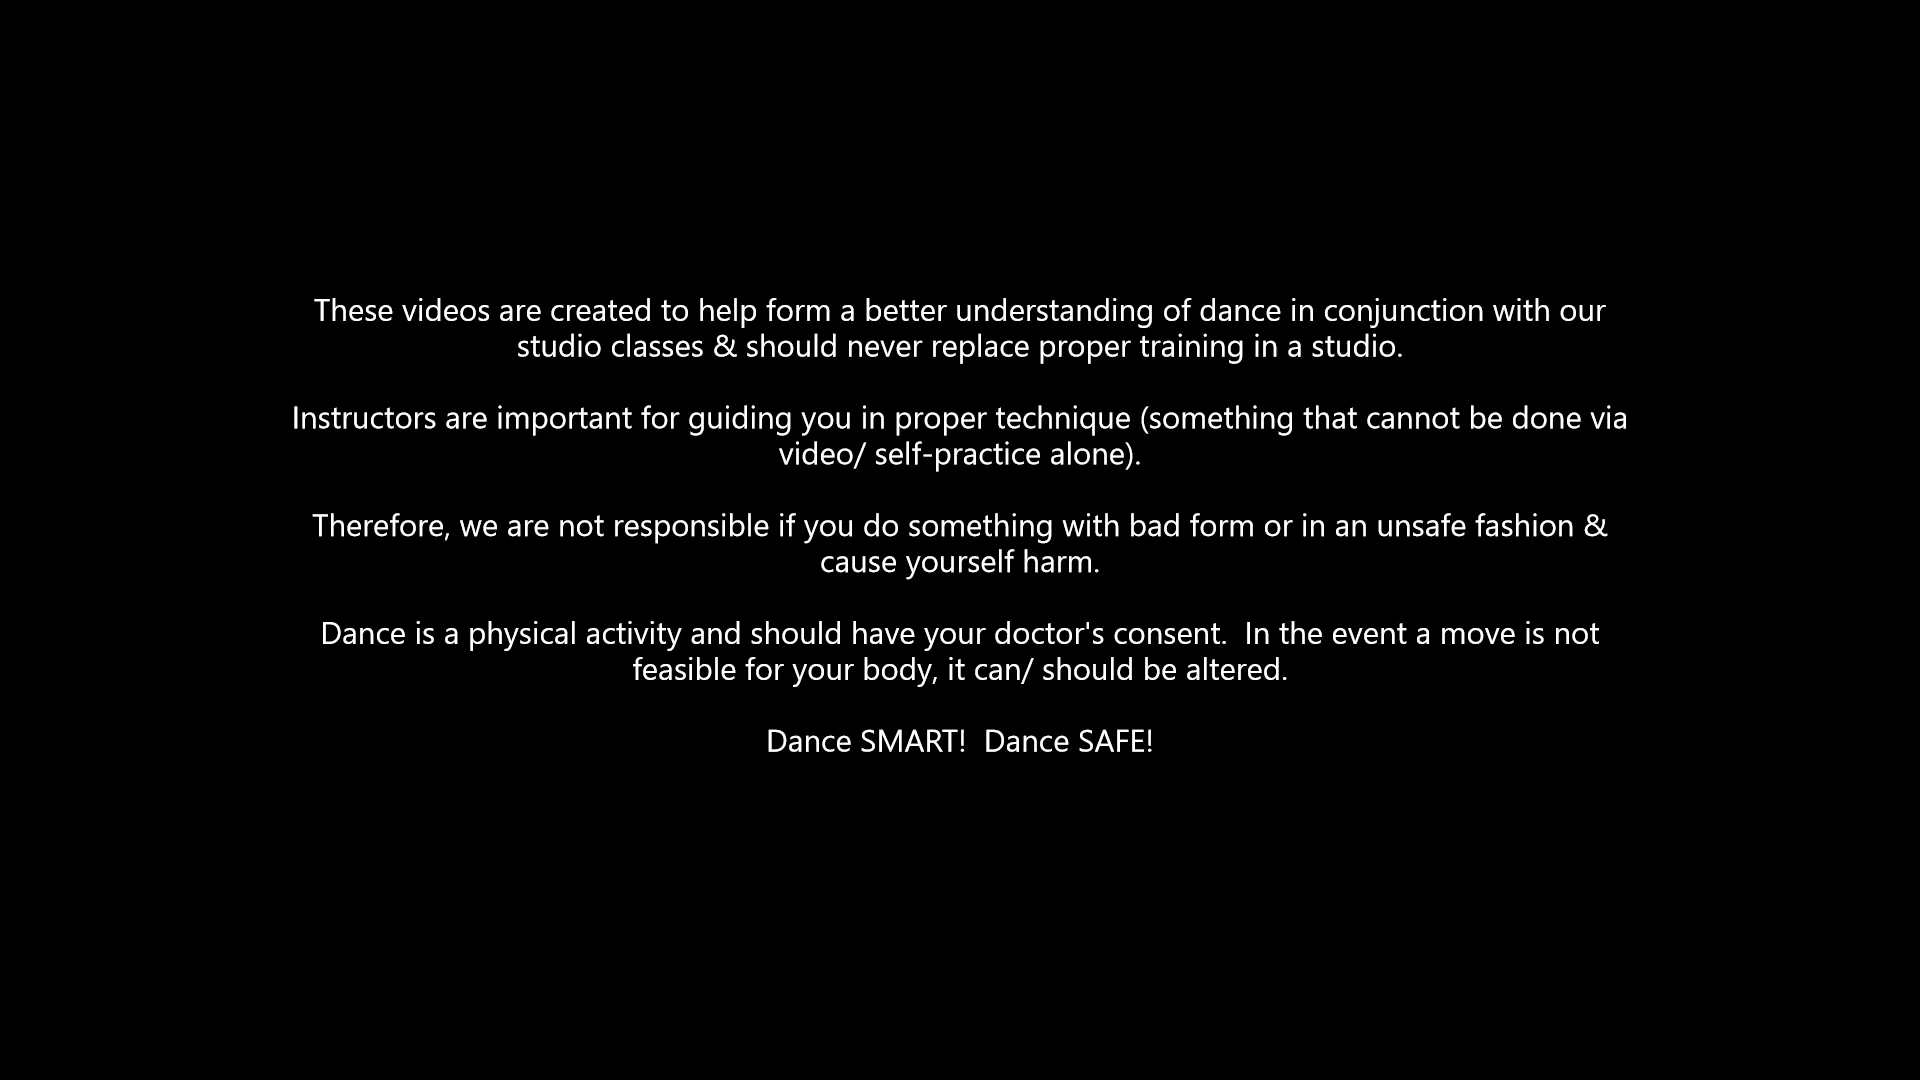 These videos are created to help form a better understanding of dance in conjunction with our
studio classes & should never replace proper training in a studio.
Instructors are important for guiding you in proper technique (something that cannot be done via
video/ self-practice alone).
Therefore, we are not responsible if you do something with bad form or in an unsafe fashion &
cause yourself harm.
Dance is a physical activity and should have your doctor's consent.  In the event a move is not
feasible for your body, it can/ should be altered.
Dance SMART!  Dance SAFE!